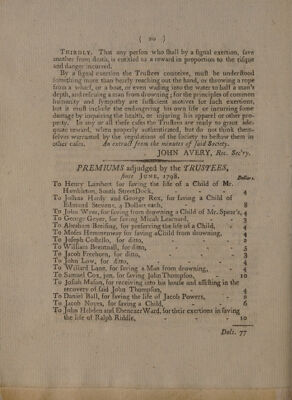 ( 20 )
THIRDLY. That any person who shall by a signal exertion, save
another from death, is entitled to a reward in proportion to the risque
and danger incurred.
By a signal exertion the Trustees conceive, must be understood
something more than barely reaching out the hand, or throwing a rope
from a wharf, or a boat, or even wading into the water to half a man's
depth, and rescuing a man from drowning ; for the principles of common
humanity and sympathy are sufficient motives for such exertions,
but it must include the endangering his own life or incurring some
damage by impairing the health, or injuring his apparel or other pro-
perty. In any or all these cases the Trustees are ready to grant ade-
quate reward, when properly authenticated, but do not think them-
selves warranted by the regulations of the Society to bestow them in
other cases. An extract from the minutes of said Society.
JOHN AVERY, Rec. Sec'ry.
PREMIUMS adjudged by the TRUSTEES,
since JUNE, 1798. Dollars.
To Henry Lambert for saving the life of a Child of Mr.
Homblston, South Street Dock, 4
To Joshua Hardy and George Rex, for saving a Child of
Edmund Stevens, 4 Dollars each, 8
To John Wyer, for saving from drowning a Child of Mr. Spear's, 4
To George Geyer, for saving Micah Learnard, 3
To Abraham Breising, for preserving the life of a Child, 4
To Moses Hemmenway for saving a Child from drowning, 4
To Joseph Costello, for ditto, 2
To William Bentnall, for ditto, 5
To Jacob Freehorn, for ditto, 3
To John Low, for ditto, 4
To Willard Lane, for saving a Man from drowning, 4
To Samuel Cox, jun. for saving John Thompson, 10
To Josiah Mason, for receiving into his house and assisting in the
recovery of said John Thompson, 4
To Daniel Ball, for saving the life of Jacob Powers, 2
To Jacob Noyes, for saving a Child, 6
To John Holden and Ebenezer Ward, for their exertions in saving
the life of Ralph Riddle, 10
Dols. 77